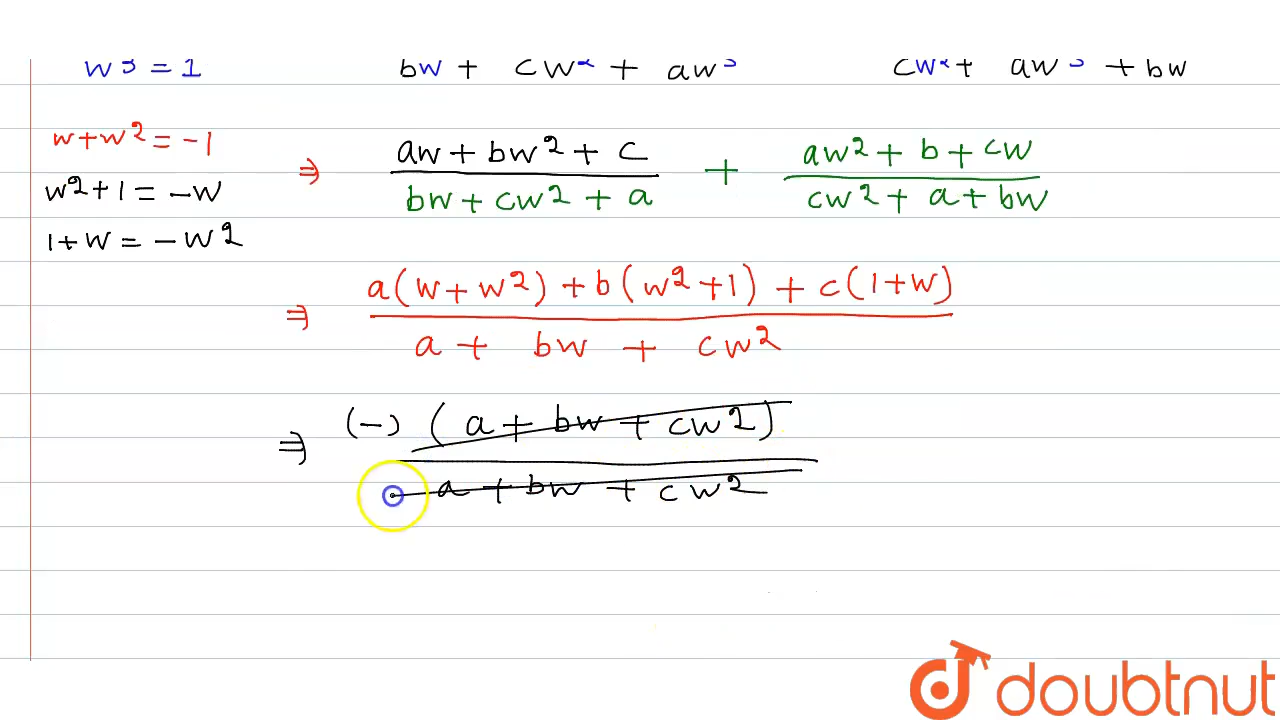 w3 = 1
bw + cw2 + aw3
cw2 + aw3 + bw
w + w2 = -1
w2 + 1 = -w
1 + w = -w2
⇒ aw + bw2 + c / bw + cw2 + a + aw2 + b + cw / cw2 + a + bw
⇒ a(w + w2) + b(w2 + 1) + c(1 + w)
a + bw + cw2
⇒ (-) (a + bw + cw2)
a + bw + cw2
doubtnut